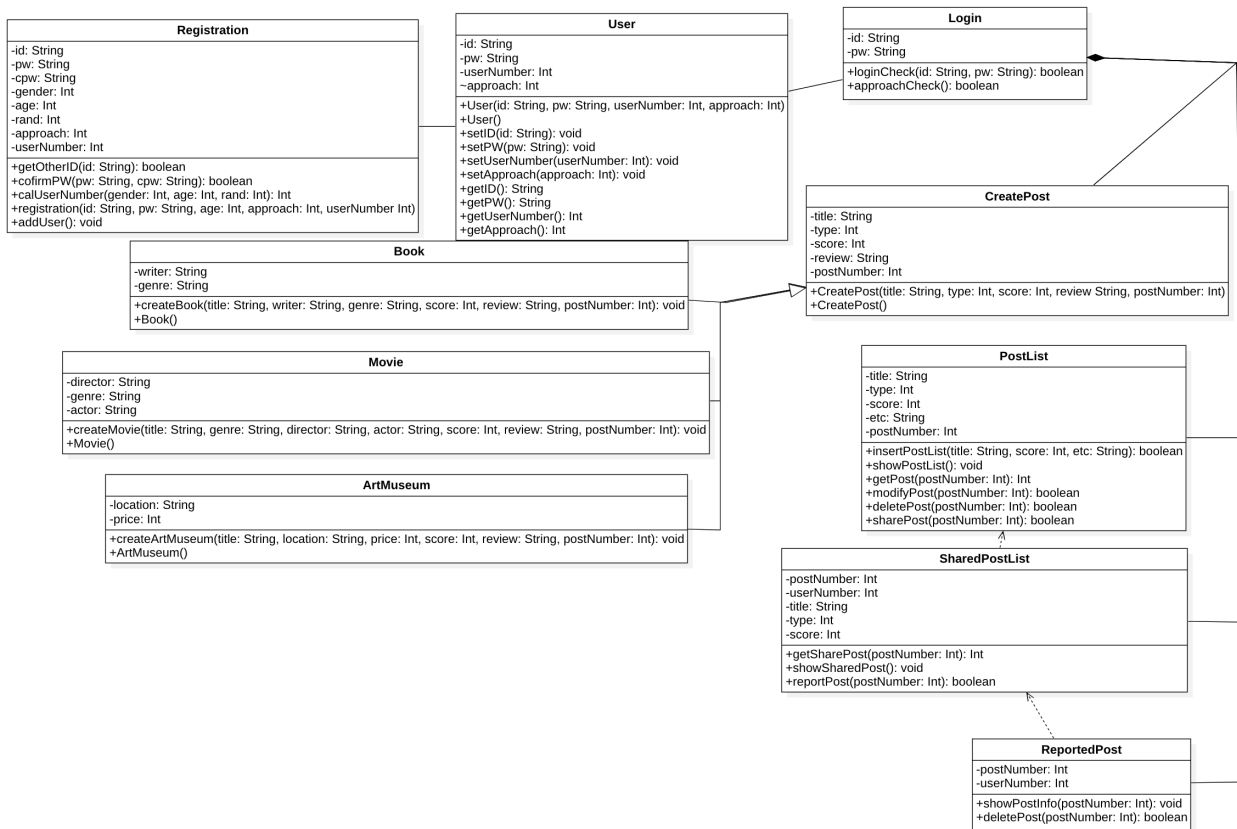 Registration
-id: String
-pw: String
-cpw: String
-gender: Int
-age: Int
-rand: Int
-approach: Int
-userNumber: Int
+getOtherID(id: String): boolean
+cofirmPW(pw: String, cpw: String): boolean
+calUserNumber(gender: Int, age: Int, rand: Int): Int
+registration(id: String, pw: String, age: Int, approach: Int, userNumber Int)
+addUser(): void
User
-id: String
-pw: String
-userNumber: Int
~approach: Int
+User(id: String, pw: String, userNumber: Int, approach: Int)
+User()
+setID(id: String): void
+setPW(pw: String): void
+setUserNumber(userNumber: Int): void
+setApproach(approach: Int): void
+getID(): String
+getPW(): String
+getUserNumber(): Int
+getApproach(): Int
Login
-id: String
-pw: String
+loginCheck(id: String, pw: String): boolean
+approachCheck(): boolean
CreatePost
-title: String
-type: Int
-score: Int
-review: String
-postNumber: Int
+CreatePost(title: String, type: Int, score: Int, review String, postNumber: Int)
+CreatePost()
Book
-writer: String
-genre: String
+createBook(title: String, writer: String, genre: String, score: Int, review: String, postNumber: Int): void
+Book()
Movie
-director: String
-genre: String
-actor: String
+createMovie(title: String, genre: String, director: String, actor: String, score: Int, review: String, postNumber: Int): void
+Movie()
ArtMuseum
-location: String
-price: Int
+createArtMuseum(title: String, location: String, price: Int, score: Int, review: String, postNumber: Int): void
+ArtMuseum()
PostList
-title: String
-type: Int
-score: Int
-etc: String
-postNumber: Int
+insertPostList(title: String, score: Int, etc: String): boolean
+showPostList(): void
+getPost(postNumber: Int): Int
+modifyPost(postNumber: Int): boolean
+deletePost(postNumber: Int): boolean
+sharePost(postNumber: Int): boolean
SharedPostList
-postNumber: Int
-userNumber: Int
-title: String
-type: Int
-score: Int
+getSharePost(postNumber: Int): Int
+showSharedPost(): void
+reportPost(postNumber: Int): boolean
ReportedPost
-postNumber: Int
-userNumber: Int
+showPostInfo(postNumber: Int): void
+deletePost(postNumber: Int): boolean